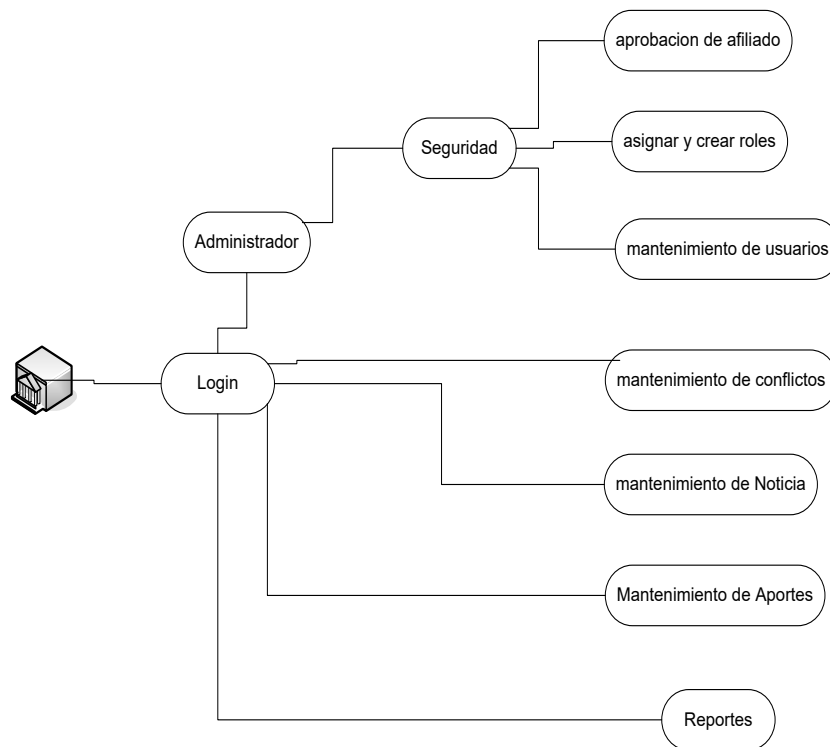 aprobacion de afiliado
asignar y crear roles
Seguridad
Administrador
mantenimiento de usuarios
Login
mantenimiento de conflictos
mantenimiento de Noticia
Mantenimiento de Aportes
Reportes